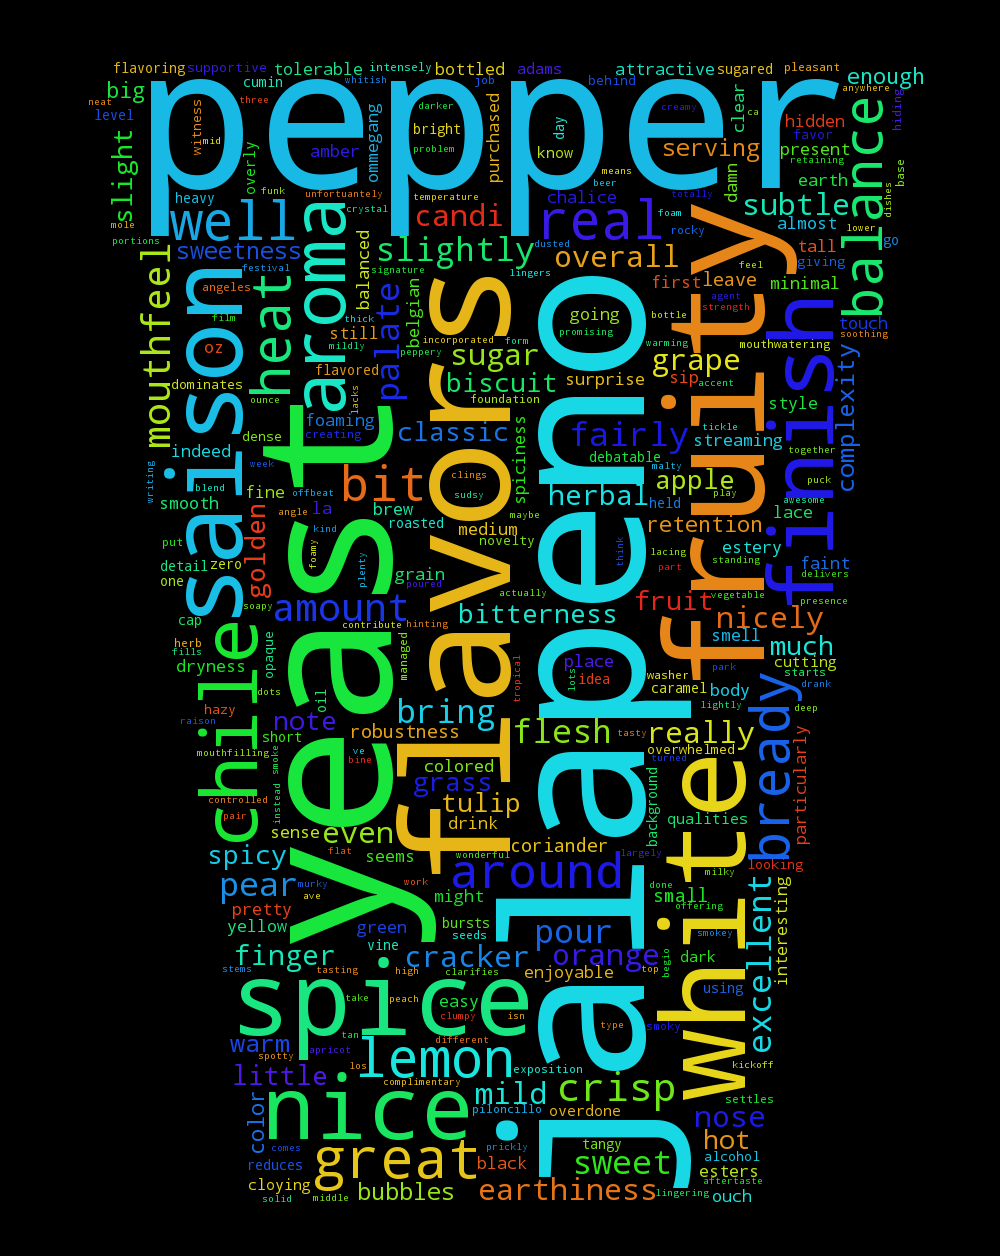 flavoring
supportive
tolerable
intensely
bottled
adams
attractive
sugared
pleasant
big
cumin
whitish
job
behind
clear
enough
anywhere
neat
three
pepper
level
witness
mid
amber
ommegang
darker
bright
problem
purchased
day
know
creamy
ca
hidden
favor
hiding
serving
present
retaining
balance
slight
overly
means
beer
damn
earth
base
dishes
heavy
funk
unfortuantely
temperature
chalice
totally
subtle
almost
lower
mole
well
aroma
crystal
candi
real
foam
rocky
tall
go
portions
sweetness
balanced
slightly
dusted
overall
fruity
giving
mouthfeel
saison
festival
signature
lingers
first
leave
feel
minimal
angeles
heat
palate
belgian
flavors
jalapeno
going
bottle
agent
strength
finish
touch
film
thick
still
incorporated
form
promising
warming
mouthwatering
soothing
oz
mildly
peppery
sugar
grape
complexity
dominates
flavored
biscuit
surprise
sip
accent
style
ounce
lacks
foundation
yeast
foaming
creating
classic
spiciness
fairly
tickle
streaming
dense
indeed
debatable
together
writing
week
clings
malty
puck
blend
offbeat
bit
sudsy
herbal
apple
play
awesome
smooth
fine
golden
angle
la
brew
maybe
held
lace
kind
roasted
medium
retention
put
foamy
novelty
think
lacing
standing
estery
detail
zero
plenty
grain
part
faint
one
poured
actually
vegetable
delivers
soapy
amount
fruit
presence
cap
contribute
hinting
bitterness
nicely
herb
opaque
managed
smell
much
fills
chile
tropical
place
park
cutting
dryness
idea
lots
washer
starts
dots
oil
caramel
body
drank
hazy
bring
lightly
bready
deep
raison
note
flesh
tasty
really
short
robustness
particularly
mouthfilling
smoke
ve
bine
colored
overwhelmed
turned
instead
grass
background
white
controlled
tulip
pair
drink
qualities
sense
even
coriander
spicy
flat
seems
wonderful
largely
looking
pear
murky
work
around
milky
ave
done
small
excellent
interesting
pretty
might
offering
yellow
green
bursts
seeds
pour
smokey
finger
vine
cracker
orange
dark
stems
tasting
high
clarifies
enjoyable
top
begio
using
spice
take
peach
easy
clumpy
isn
type
smoky
warm
tan
different
spotty
apricot
lemon
los
exposition
kickoff
little
complimentary
mild
crisp
nice
color
piloncillo
overdone
settles
nose
comes
prickly
tangy
hot
reduces
great
black
sweet
alcohol
cloying
esters
solid
middle
bubbles
earthiness
lingering
aftertaste
ouch